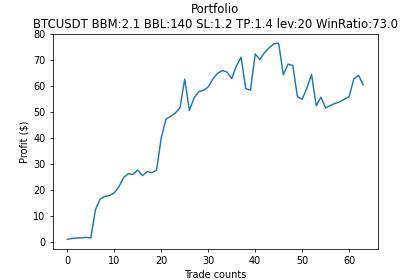 Portfolio
BTCUSDT BBM:2.1 BBL:140 SL:1.2 TP:1.4 lev:20 WinRatio:73.0
80
70
60
50
40
30
20
10
0
Profit ($)
0 10 20 30 40 50 60
Trade counts